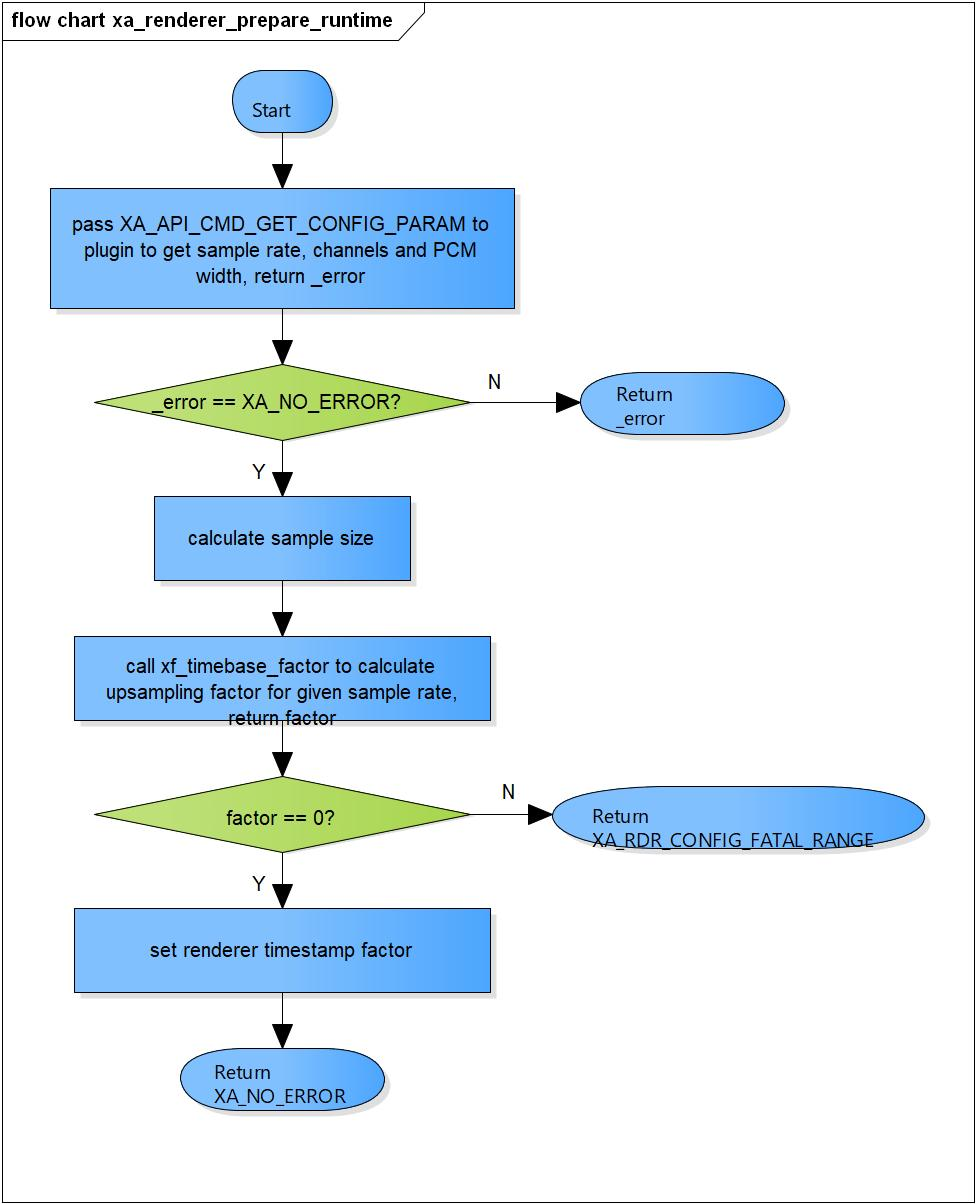 flow chart xa_renderer_prepare_runtime
Start
pass XA_API_CMD_GET_CONFIG_PARAM to
plugin to get sample rate, channels and PCM
width, return _error
_error == XA_NO_ERROR?
N
Return
_error
Y
calculate sample size
call xf_timebase_factor to calculate
upsampling factor for given sample rate,
return factor
factor == 0?
N
Return
XA_RDR_CONFIG_FATAL_RANGE
Y
set renderer timestamp factor
Return
XA_NO_ERROR